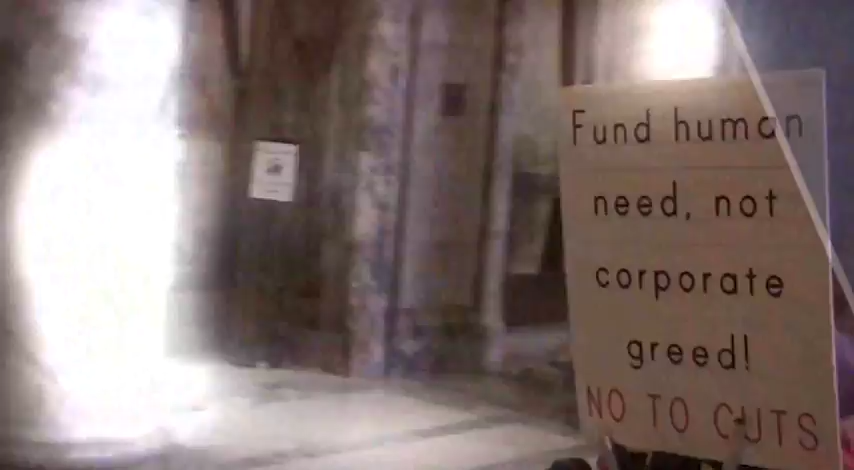 Fund human
need, not
corporate
greed!
NO TO CUTS